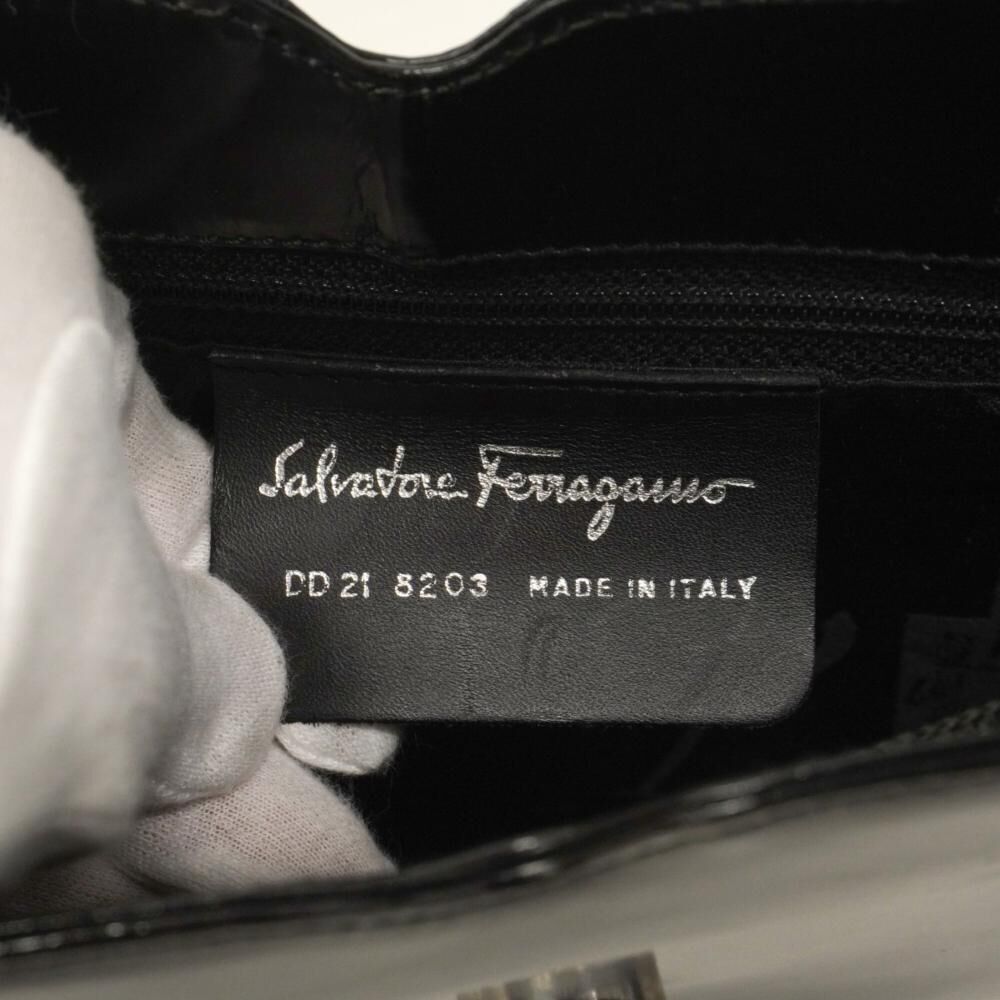 Salvatore Ferragamo
DD 21 8203 MADE IN ITALY